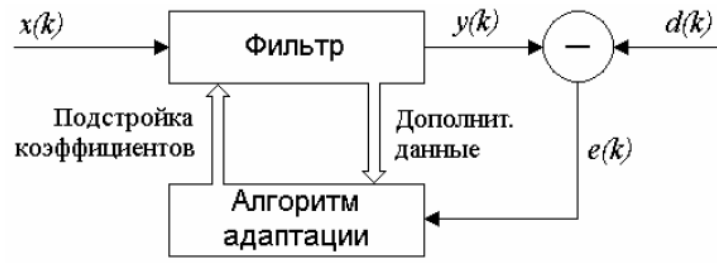 x(k)
Фильтр
y(k)
−
d(k)
Подстройка
коэффициентов
Дополнит.
данные
e(k)
Алгоритм
адаптации